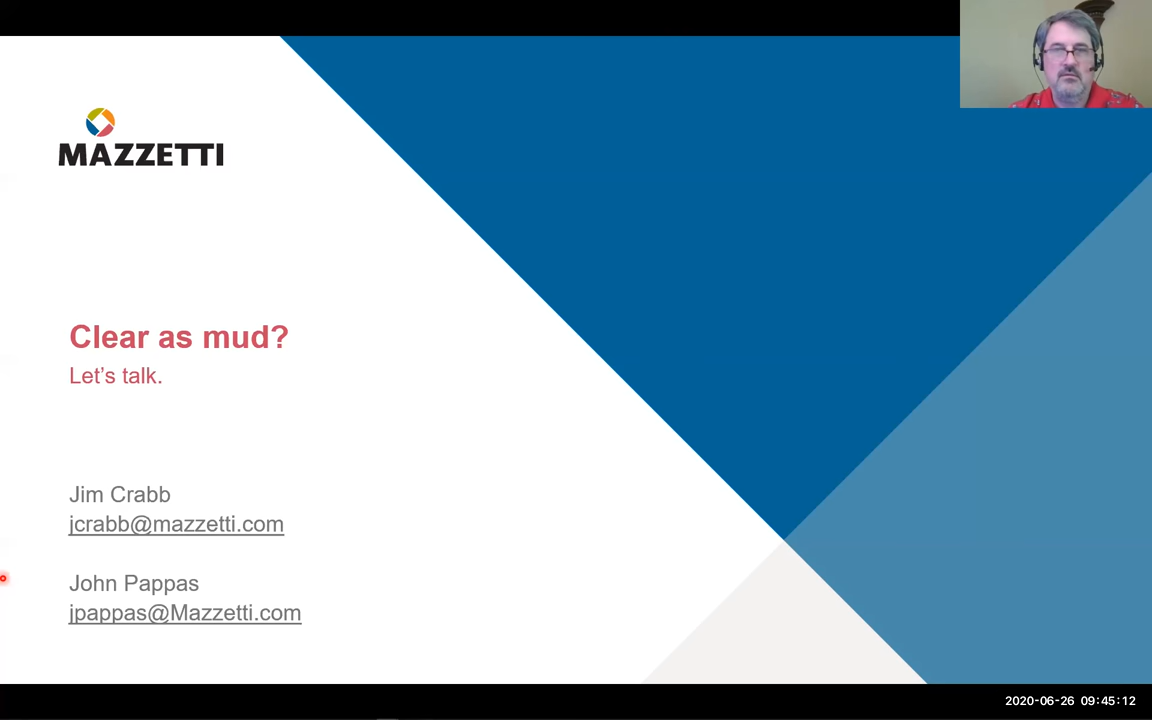 MAZZETTI
Clear as mud?
Let's talk.
Jim Crabb
jcrabb@mazzetti.com
John Pappas
jpappas@Mazzetti.com
2020-06-26 09:45:12